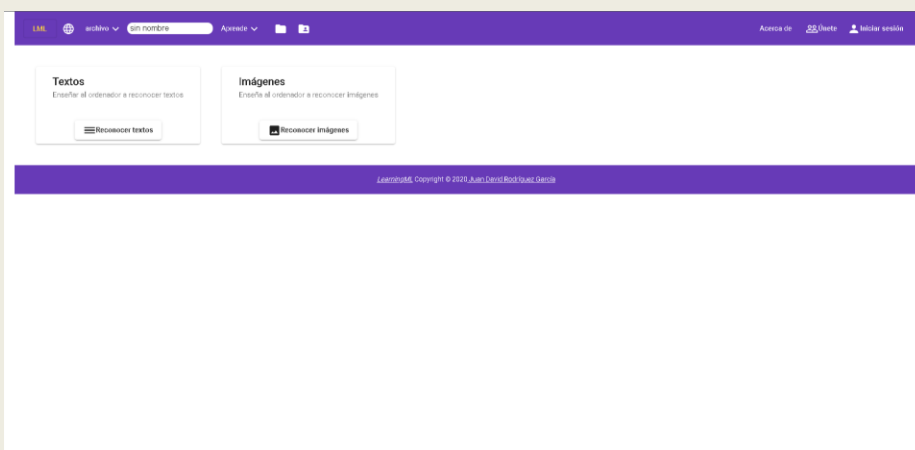 LML archivo sin nombre Aprende Acerca de Únete Iniciar sesión
Textos
Enseñar al ordenador a reconocer textos
Reconocer textos
Imágenes
Enseña al ordenador a reconocer imágenes
Reconocer imágenes
LearningML Copyright © 2020 Juan David Rodríguez García